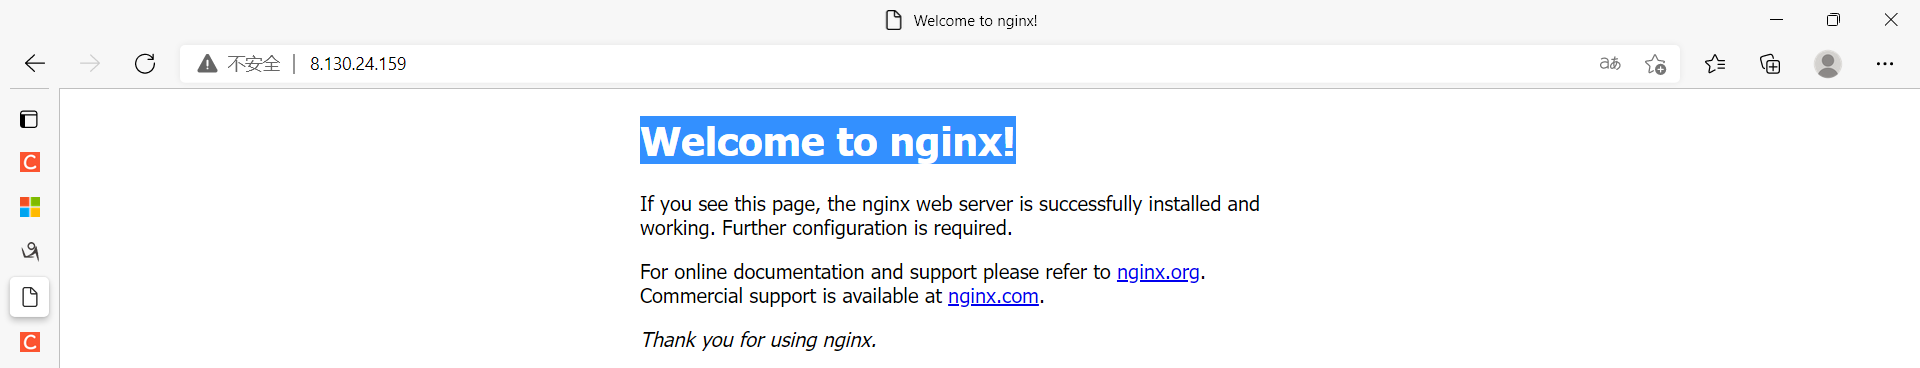 Welcome to nginx!
不安全 8.130.24.159
aあ
C
Welcome to nginx!
If you see this page, the nginx web server is successfully installed and
working. Further configuration is required.
For online documentation and support please refer to nginx.org.
Commercial support is available at nginx.com.
Thank you for using nginx.
C